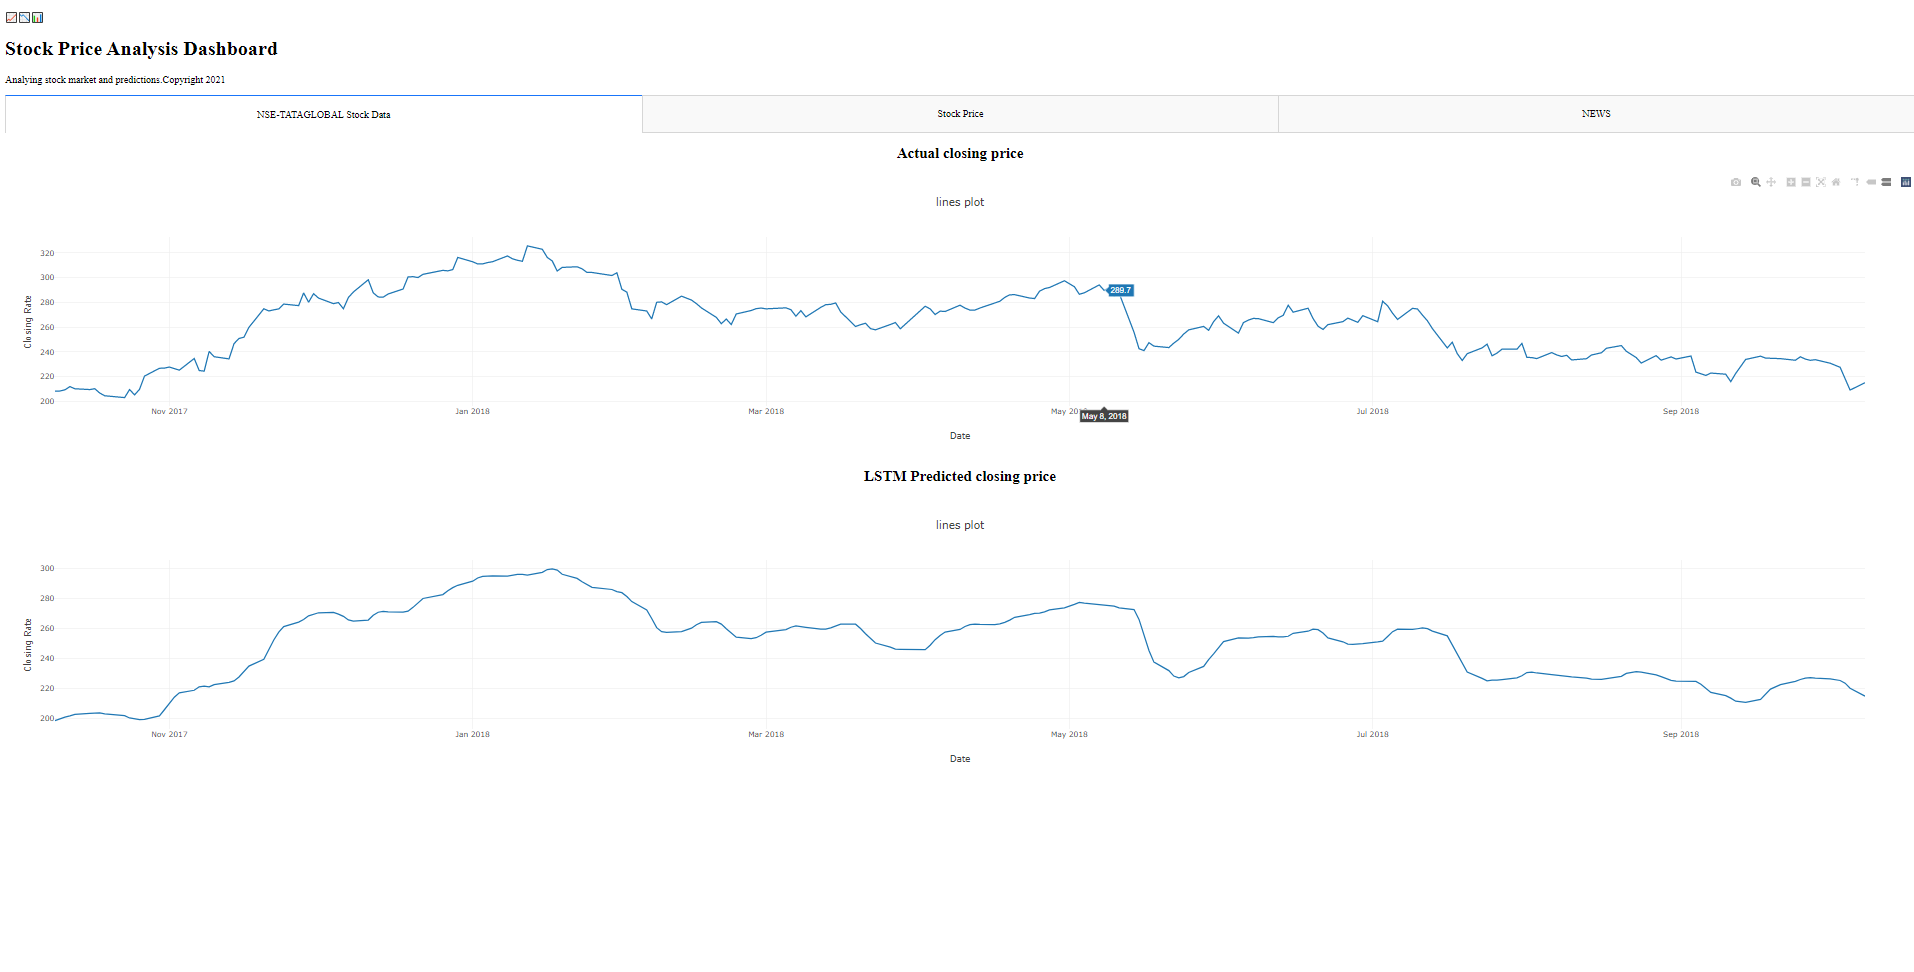 Stock Price Analysis Dashboard
Analying stock market and predictions.Copyright 2021
NSE-TATAGLOBAL Stock Data
Stock Price
NEWS
Actual closing price
lines plot
320
300
280
260
240
220
200
Closing Rate
289.7
Nov 2017
Jan 2018
Mar 2018
May 201
May 8, 2018
Jul 2018
Sep 2018
Date
LSTM Predicted closing price
lines plot
300
280
260
240
220
200
Closing Rate
Nov 2017
Jan 2018
Mar 2018
May 2018
Jul 2018
Sep 2018
Date